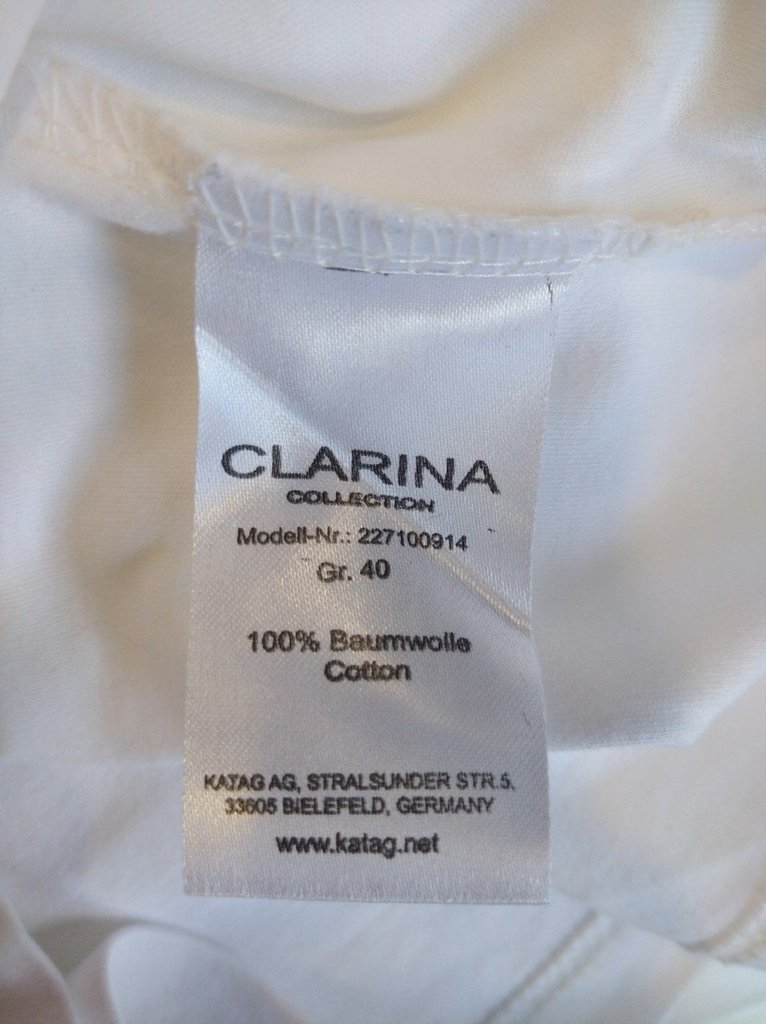 CLARINA
COLLECTION
Modell-Nr.: 227100914
Gr. 40
100% Baumwolle
Cotton
KATAG AG, STRALSUNDER STR.5,
33605 BIELEFELD, GERMANY
www.katag.net